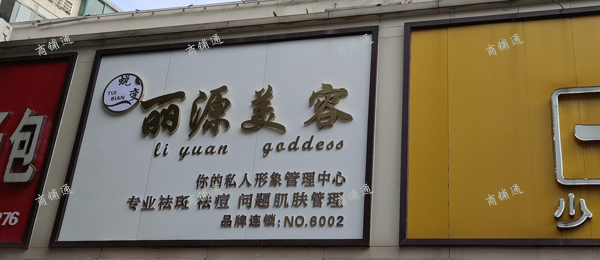 蜕变
TUI
BIAN
丽源美容
li yuan goddess
你的私人形象管理中心
专业祛斑 祛痘 问题肌肤管理
品牌连锁:NO.6002
包
276
少
商铺通
商铺通
商铺通
商铺通
商铺通
商铺通